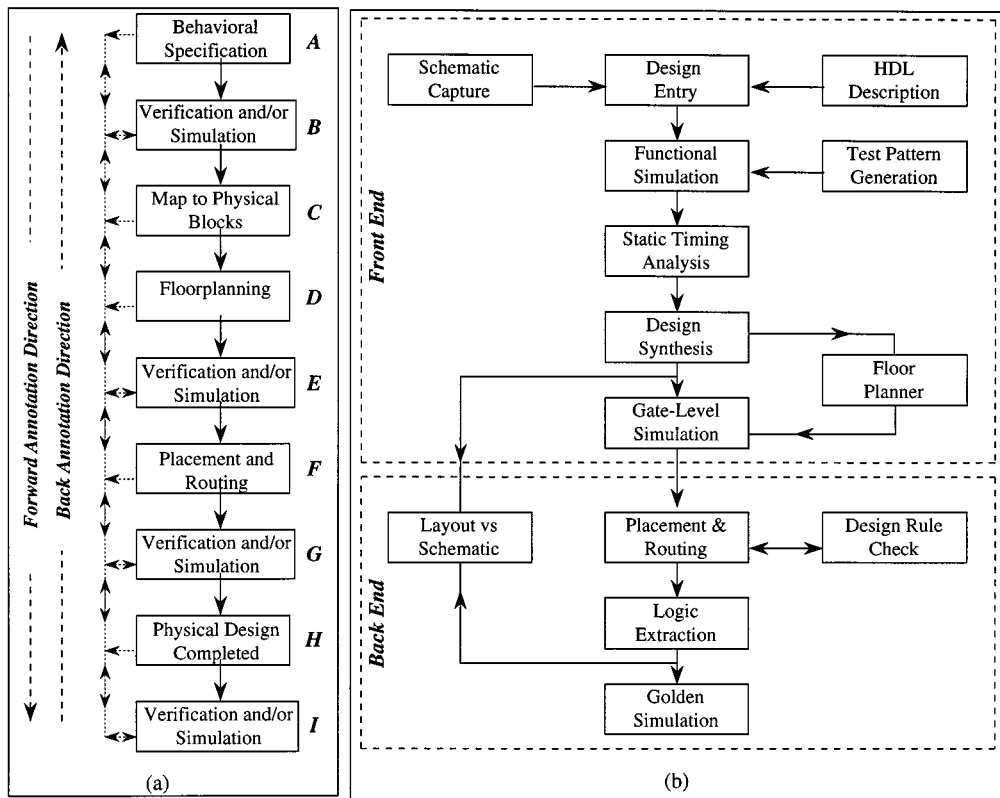 Forward Annotation Direction
Back Annotation Direction
Behavioral
Specification
A
Verification and/or
Simulation
B
Map to Physical
Blocks
C
Floorplanning
D
Verification and/or
Simulation
E
Placement and
Routing
F
Verification and/or
Simulation
G
Physical Design
Completed
H
Verification and/or
Simulation
I
(a)
Front End
Schematic
Capture
Design
Entry
HDL
Description
Functional
Simulation
Test Pattern
Generation
Static Timing
Analysis
Design
Synthesis
Floor
Planner
Gate-Level
Simulation
Back End
Layout vs
Schematic
Placement &
Routing
Design Rule
Check
Logic
Extraction
Golden
Simulation
(b)